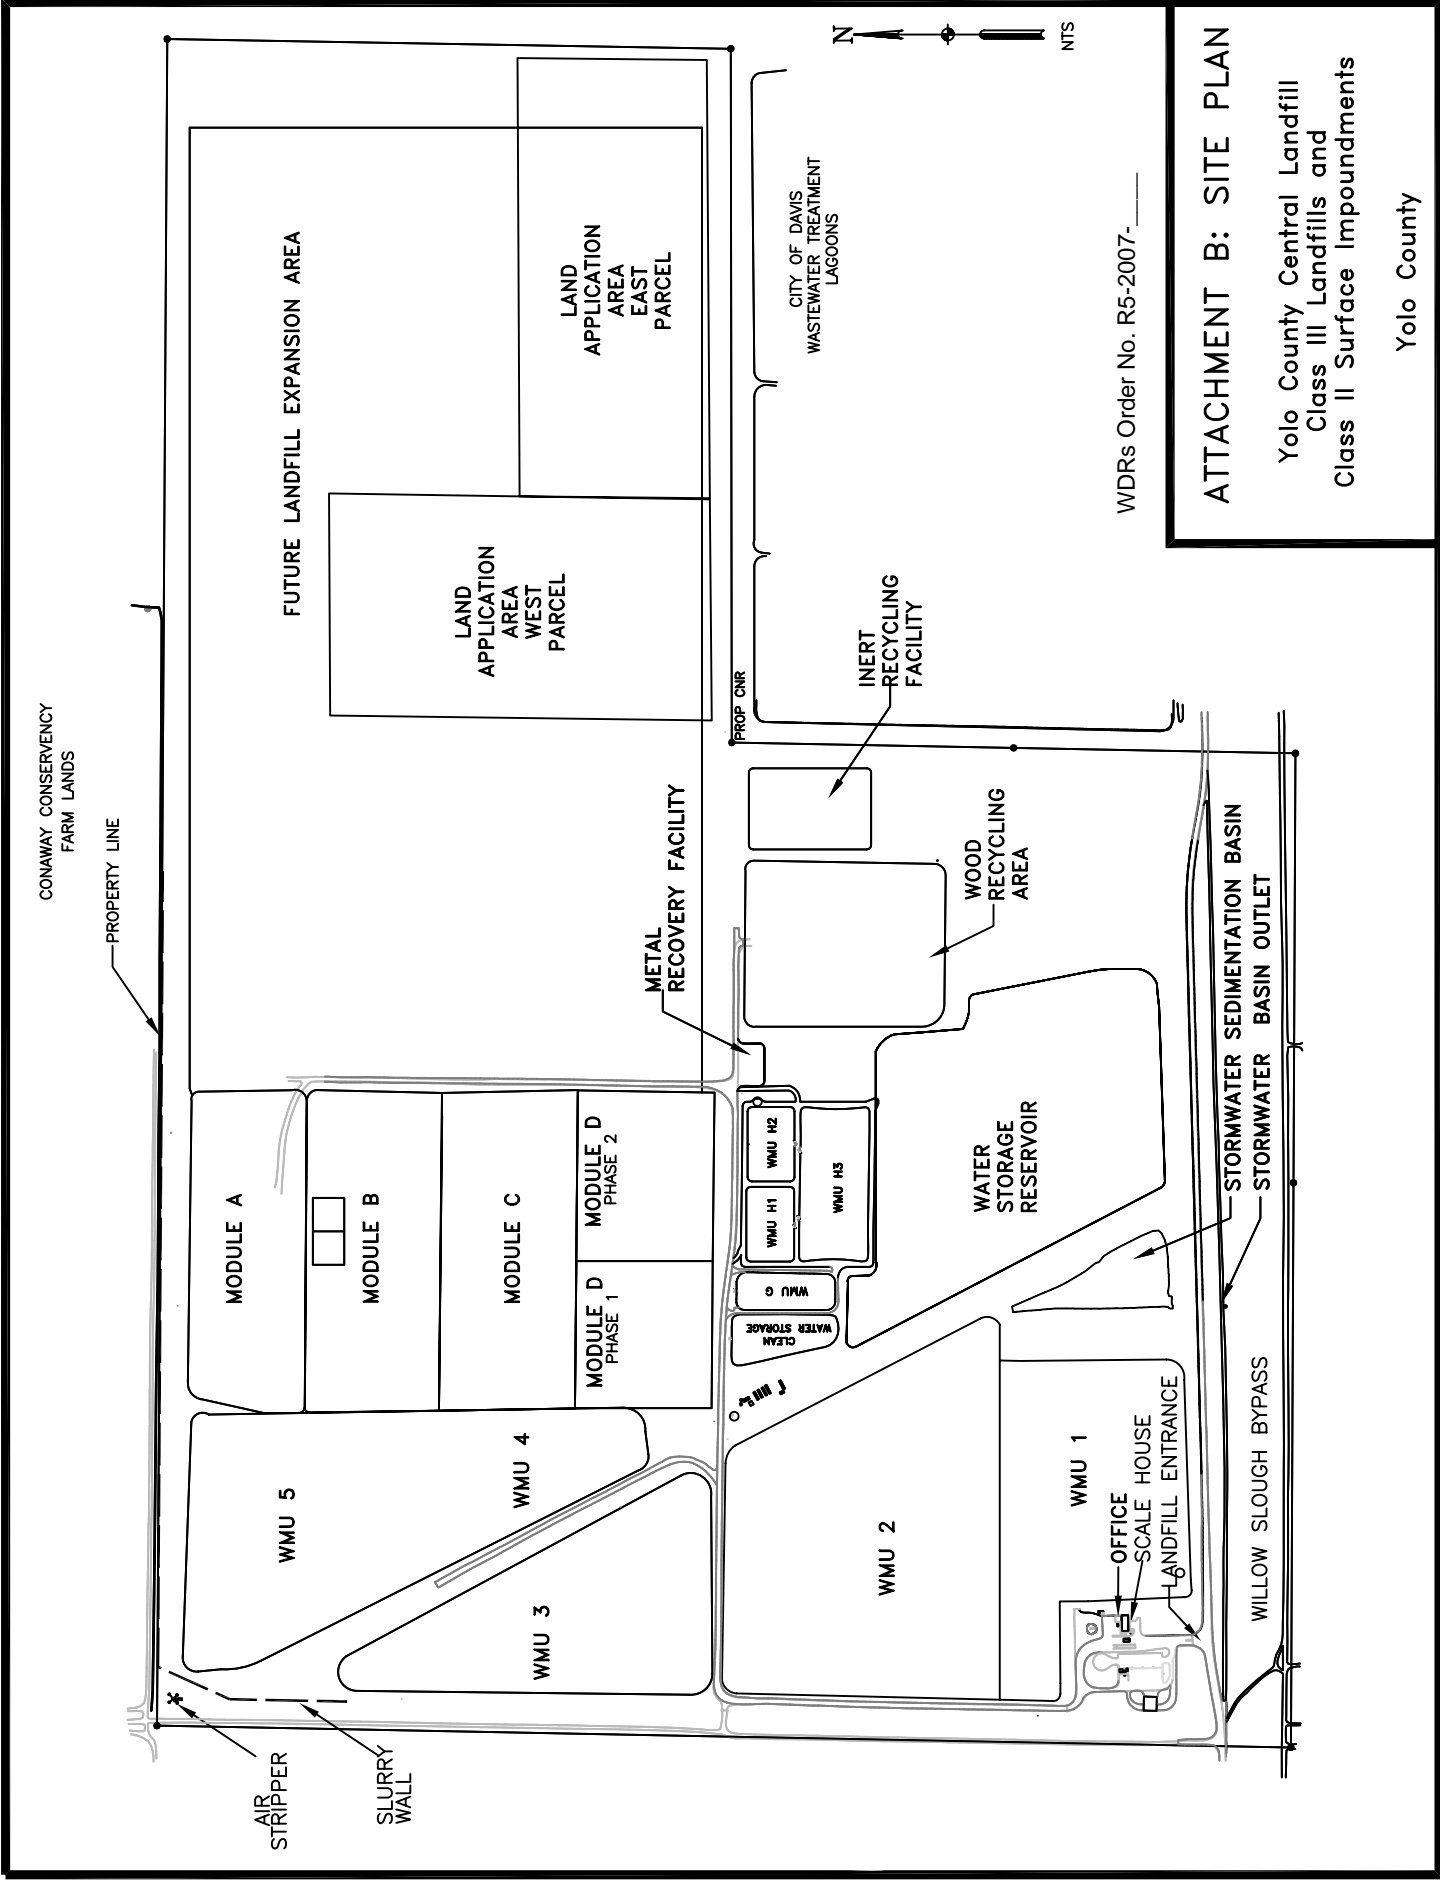 CONAWAY CONSERVENCY
FARM LANDS
PROPERTY LINE
AIR
STRIPPER
SLURRY
WALL
WMU 5
WMU 4
WMU 3
MODULE A
MODULE B
MODULE C
MODULE D
PHASE 1
MODULE D
PHASE 2
FUTURE LANDFILL EXPANSION AREA
LAND
APPLICATION
AREA
WEST
PARCEL
LAND
APPLICATION
AREA
EAST
PARCEL
METAL
RECOVERY FACILITY
PROP CNR
CLEAN
WATER STORAGE
WMU G
WMU H1
WMU H2
WMU H3
WMU 2
WMU 1
WATER
STORAGE
RESERVOIR
WOOD
RECYCLING
AREA
INERT
RECYCLING
FACILITY
CITY OF DAVIS
WASTEWATER TREATMENT
LAGOONS
N
NTS
OFFICE
SCALE HOUSE
LANDFILL ENTRANCE
STORMWATER SEDIMENTATION BASIN
STORMWATER BASIN OUTLET
WILLOW SLOUGH BYPASS
WDRs Order No. R5-2007-____
ATTACHMENT B: SITE PLAN
Yolo County Central Landfill
Class III Landfills and
Class II Surface Impoundments
Yolo County